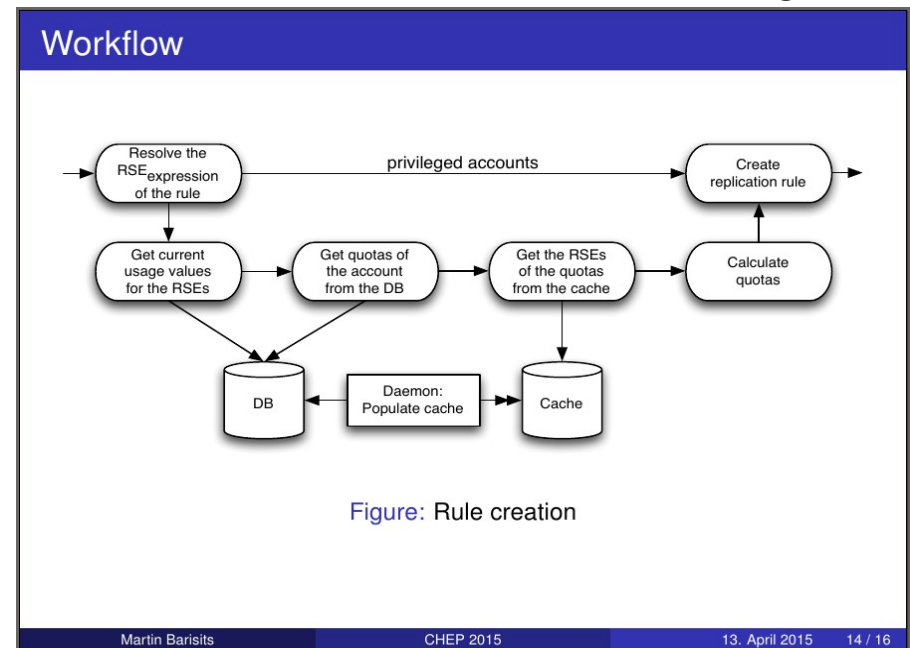 Workflow
Resolve the
RSE expression
of the rule
privileged accounts
Create
replication rule
Get current
usage values
for the RSEs
Get quotas of
the account
from the DB
Get the RSEs
of the quotas
from the cache
Calculate
quotas
DB
Daemon:
Populate cache
Cache
Figure: Rule creation
Martin Barisits
CHEP 2015
13. April 2015
14 / 16